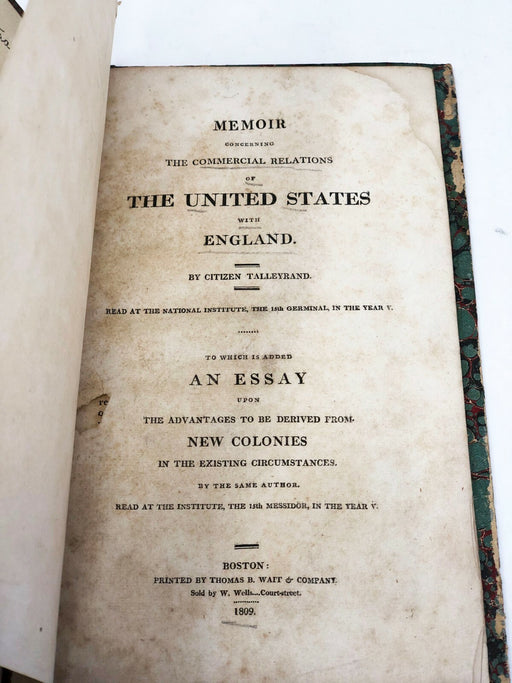 MEMOIR
CONCERNING
THE COMMERCIAL RELATIONS
OF
THE UNITED STATES
WITH
ENGLAND.
BY CITIZEN TALLEYRAND.
READ AT THE NATIONAL INSTITUTE, THE 15th GERMINAL, IN THE YEAR V.
TO WHICH IS ADDED
AN ESSAY
UPON
THE ADVANTAGES TO BE DERIVED FROM
NEW COLONIES
IN THE EXISTING CIRCUMSTANCES.
BY THE SAME AUTHOR.
READ AT THE INSTITUTE, THE 15th MESSIDOR, IN THE YEAR V.
BOSTON:
PRINTED BY THOMAS B. WAIT & COMPANY.
Sold by W. Wells....Court-street.
1809.